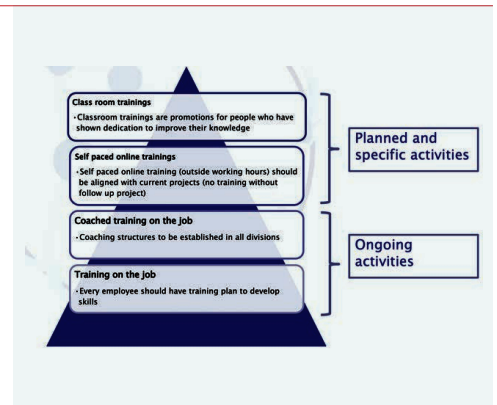 Class room trainings
·Classroom trainings are promotions for people who have
shown dedication to improve their knowledge
Self paced online trainings
·Self paced online training (outside working hours) should
be aligned with current projects (no training without
follow up project)
Coached training on the job
·Coaching structures to be established in all divisions
Training on the job
·Every employee should have training plan to develop
skills
Planned and
specific activities
Ongoing
activities